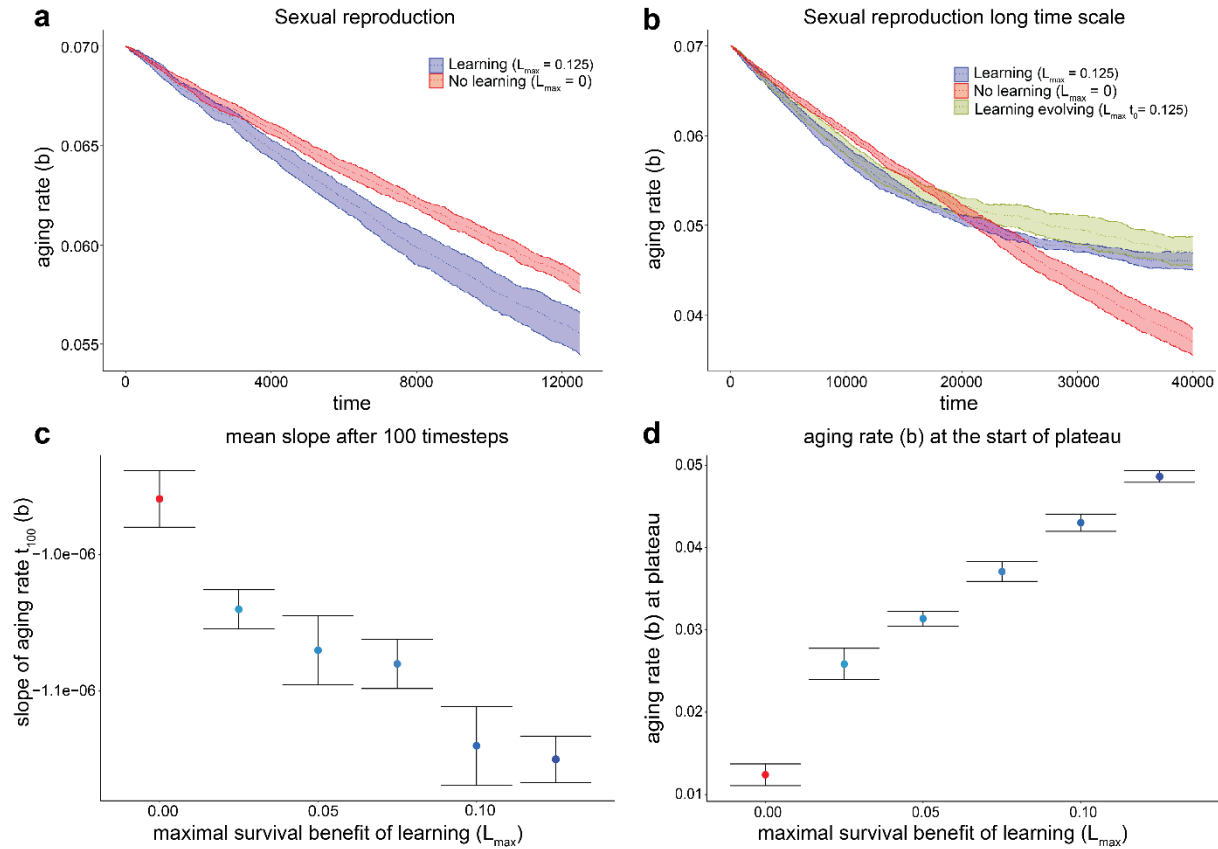 a
Sexual reproduction
0.070
0.065
0.060
0.055
aging rate (b)
Learning (Lmax = 0.125)
No learning (Lmax = 0)
0
4000
8000
12000
time
b
Sexual reproduction long time scale
0.07
0.06
0.05
0.04
aging rate (b)
Learning (Lmax = 0.125)
No learning (Lmax = 0)
Learning evolving (Lmax t0= 0.125)
0
10000
20000
30000
40000
time
c
mean slope after 100 timesteps
slope of aging rate t100 (b)
−1.0e−06
−1.1e−06
0.00
0.05
0.10
maximal survival benefit of learning (Lmax)
d
aging rate (b) at the start of plateau
aging rate (b) at plateau
0.05
0.04
0.03
0.02
0.01
0.00
0.05
0.10
maximal survival benefit of learning (Lmax)